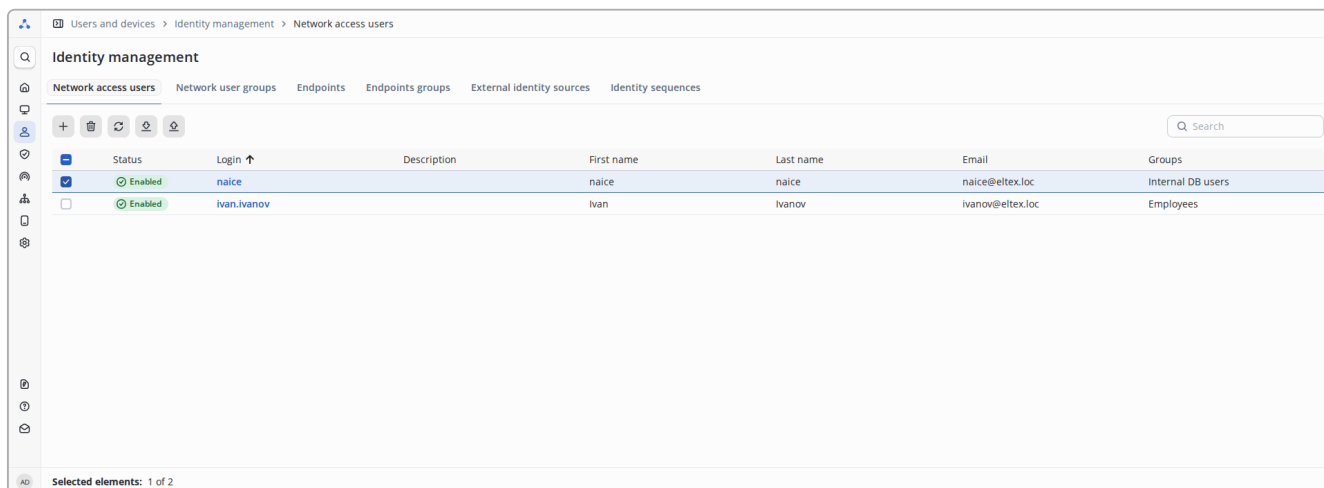 Users and devices > Identity management > Network access users
Identity management
Network access users Network user groups Endpoints Endpoints groups External identity sources Identity sequences
Search
Status Login Description First name Last name Email Groups
Enabled naice naice naice naice@eltex.loc Internal DB users
Enabled ivan.ivanov Ivan Ivanov ivanov@eltex.loc Employees
AD Selected elements: 1 of 2